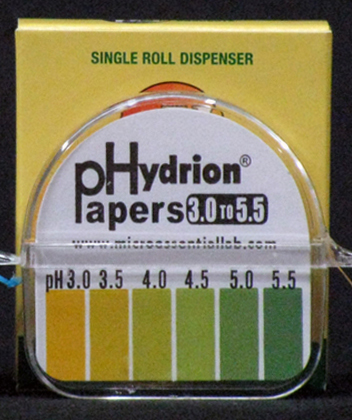 SINGLE ROLL DISPENSER
pHydrion®
Papers 3.0 TO 5.5
www.microessentiallab.com
pH 3.0 3.5 4.0 4.5 5.0 5.5